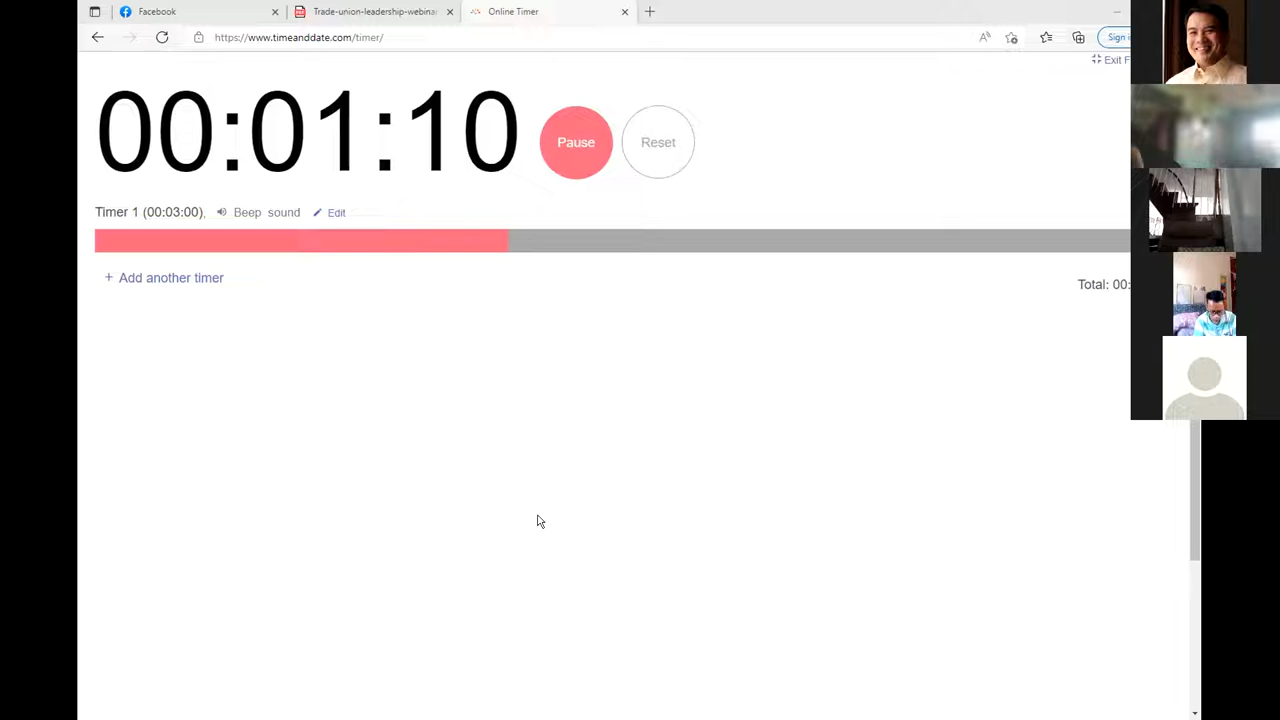 Facebook
Trade-union-leadership-webina
Online Timer
https://www.timeanddate.com/timer/
Sign i
Exit F
00:01:10
Pause
Reset
Timer 1 (00:03:00),
Beep sound
Edit
+ Add another timer
Total: 00: